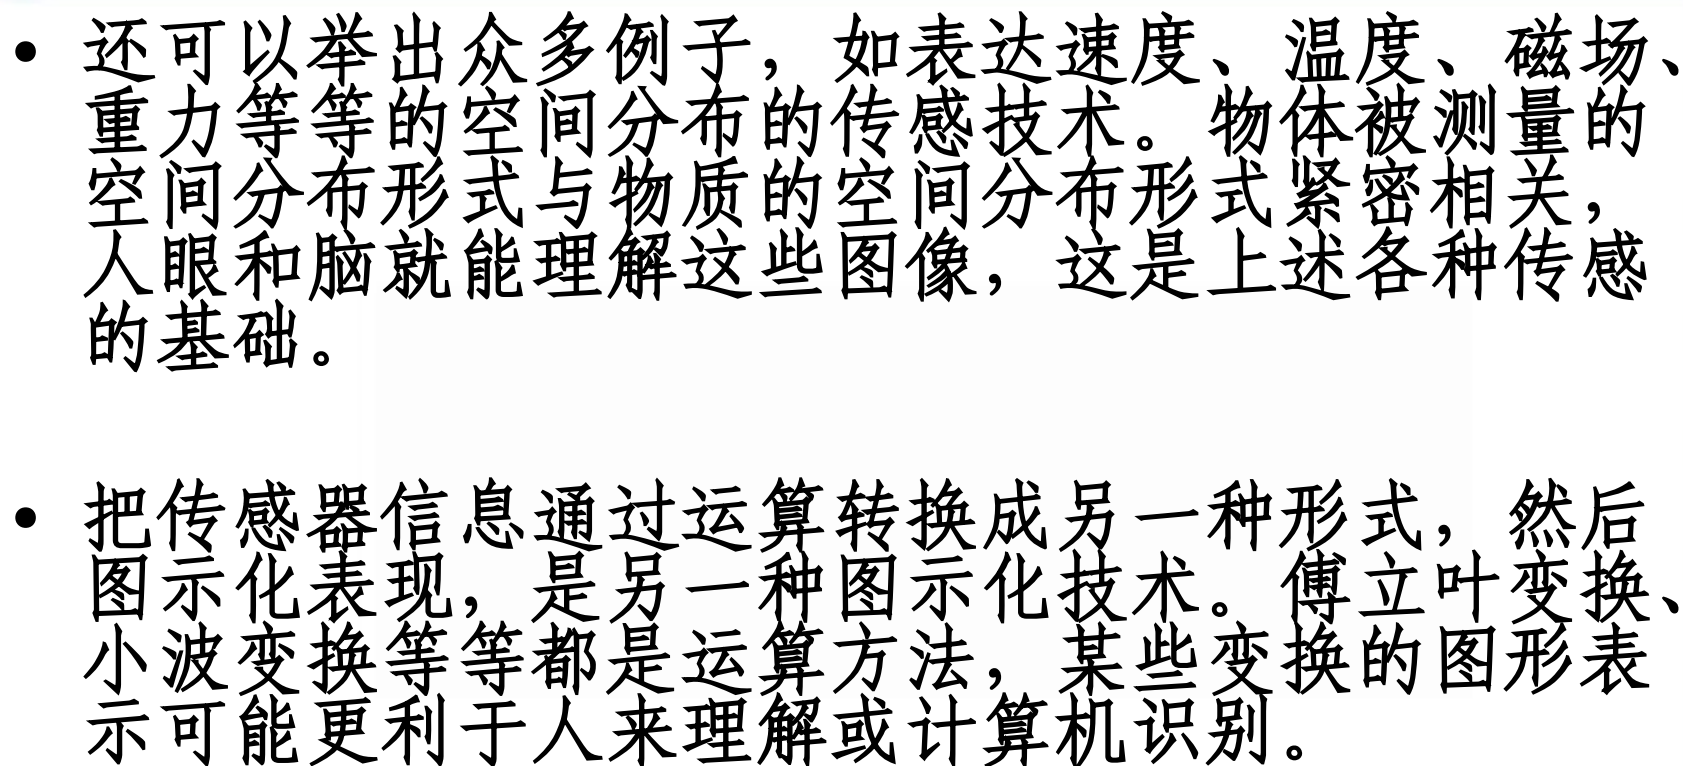 • 还可以举出众多例子，如表达速度、温度、磁场、
重力等等的空间分布的传感技术。物体被测量的
空间分布形式与物质的空间分布形式紧密相关，
人眼和脑就能理解这些图像，这是上述各种传感
的基础。
• 把传感器信息通过运算转换成另一种形式，然后
图示化表现，是另一种图示化技术。傅立叶变换、
小波变换等等都是运算方法，某些变换的图形表
示可能更利于人来理解或计算机识别。